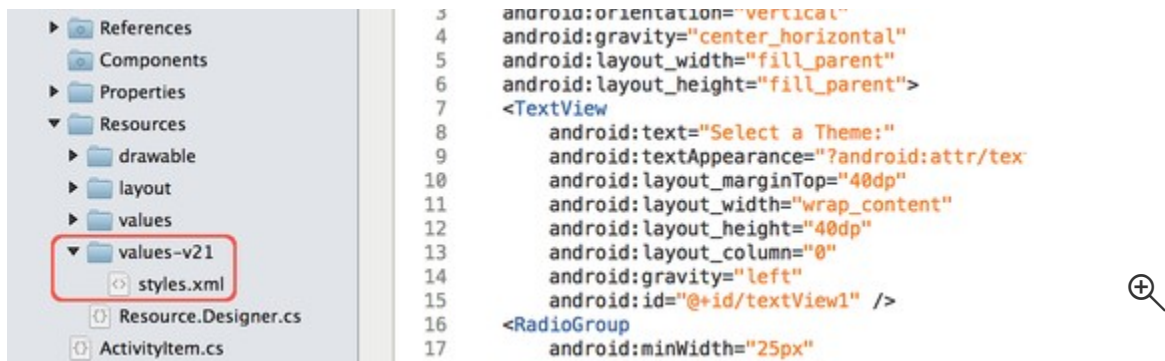 References
Components
Properties
Resources
drawable
layout
values
values-v21
styles.xml
Resource.Designer.cs
ActivityItem.cs
3 android:orientation="vertical"
4 android:gravity="center_horizontal"
5 android:layout_width="fill_parent"
6 android:layout_height="fill_parent">
7 <TextView
8 android:text="Select a Theme:"
9 android:textAppearance="?android:attr/tex
10 android:layout_marginTop="40dp"
11 android:layout_width="wrap_content"
12 android:layout_height="40dp"
13 android:layout_column="0"
14 android:gravity="left"
15 android:id="@+id/textView1" />
16 <RadioGroup
17 android:minWidth="25px"